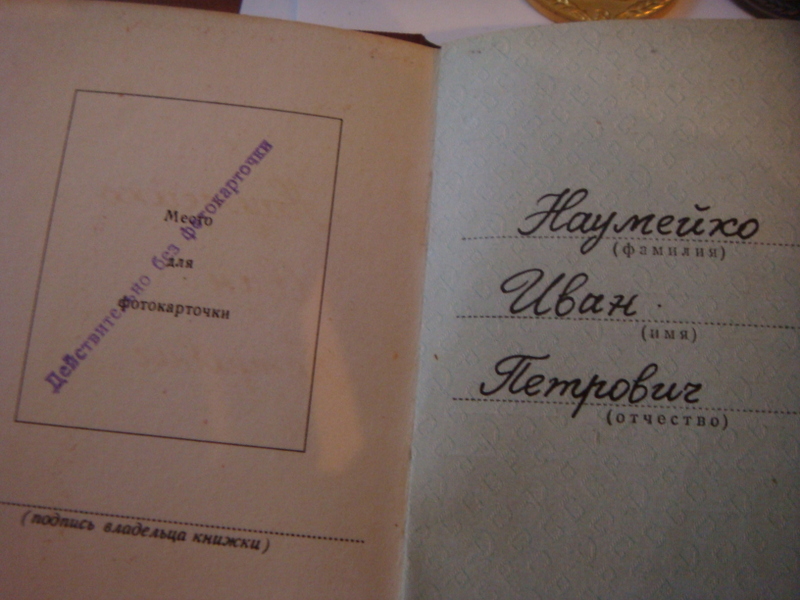 Место
для
фотокарточки
Действительно без фотокарточки
(подпись владельца книжки)
Наумейко
(фамилия)
Иван
(имя)
Петрович
(отчество)